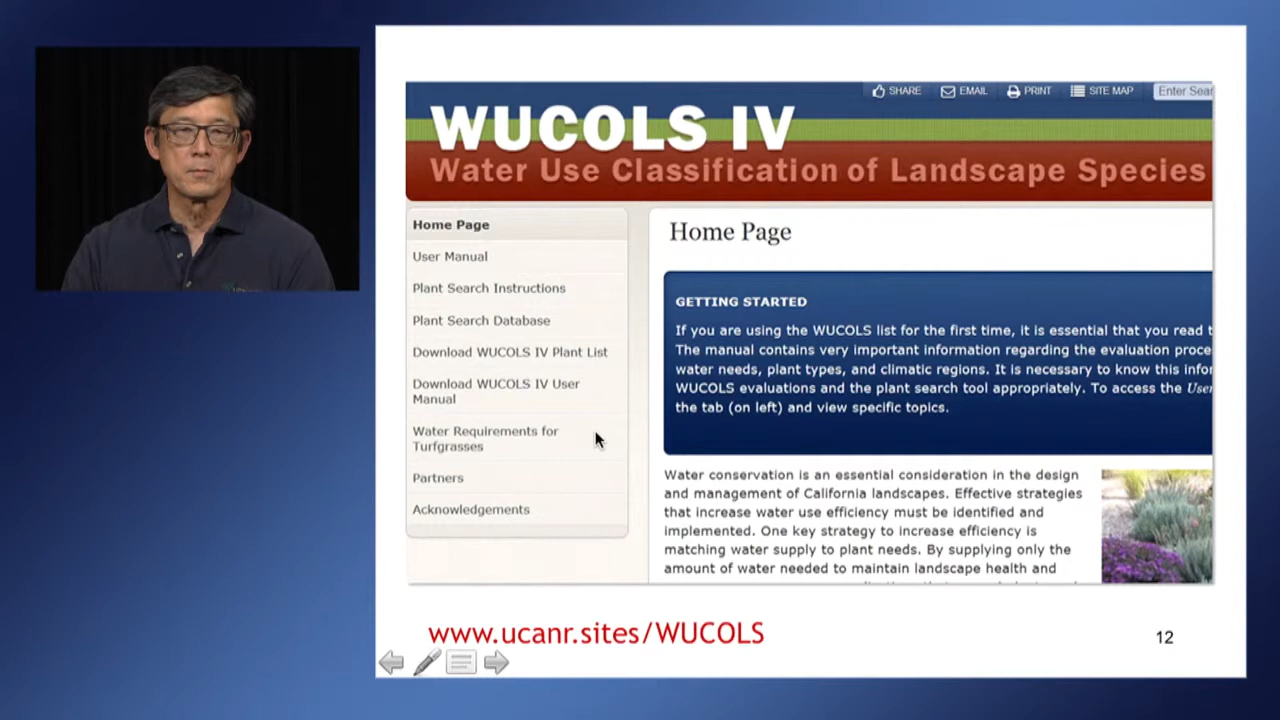 SHARE EMAIL PRINT SITE MAP Enter Sear
WUCOLS IV
Water Use Classification of Landscape Species
Home Page
User Manual
Plant Search Instructions
Plant Search Database
Download WUCOLS IV Plant List
Download WUCOLS IV User
Manual
Water Requirements for
Turfgrasses
Partners
Acknowledgements
Home Page
GETTING STARTED
If you are using the WUCOLS list for the first time, it is essential that you read t
The manual contains very important information regarding the evaluation proce
water needs, plant types, and climatic regions. It is necessary to know this infor
WUCOLS evaluations and the plant search tool appropriately. To access the User
the tab (on left) and view specific topics.
Water conservation is an essential consideration in the design
and management of California landscapes. Effective strategies
that increase water use efficiency must be identified and
implemented. One key strategy to increase efficiency is
matching water supply to plant needs. By supplying only the
amount of water needed to maintain landscape health and
www.ucanr.sites/WUCOLS
12